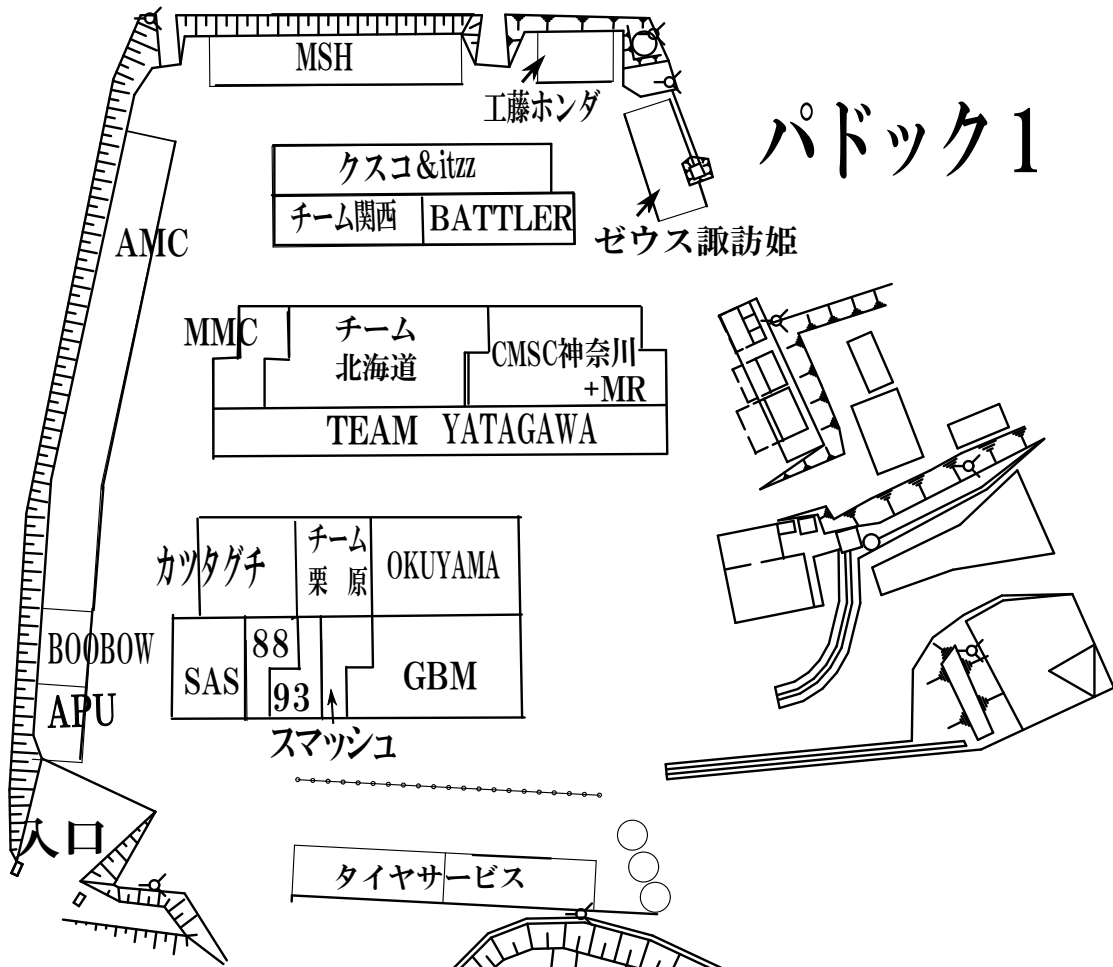 MSH
工藤ホンダ
パドック1
クスコ&itzz
チーム関西
BATTLER
ゼウス諏訪姫
AMC
MMC
チーム
北海道
CMSC神奈川
+MR
TEAM YATAGAWA
カツタグチ
チーム
栗 原
OKUYAMA
BOOBOW
SAS
88
93
GBM
APU
スマッシュ
入口
タイヤサービス